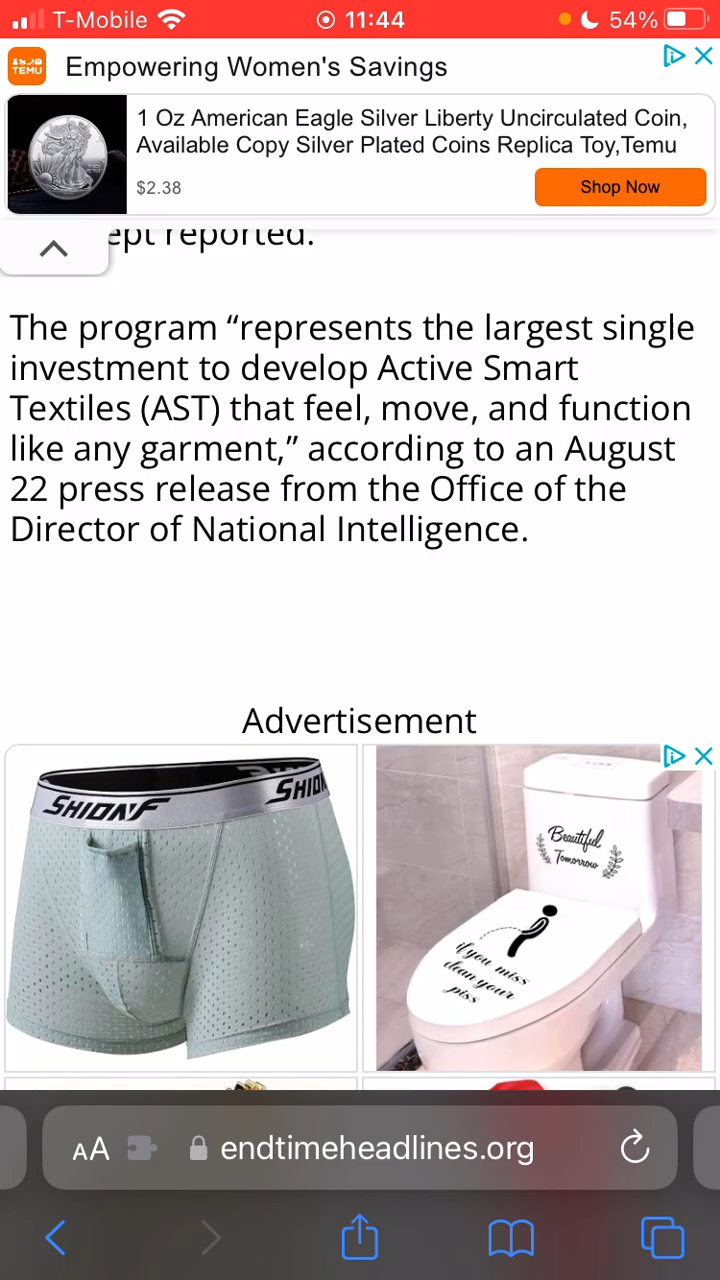 T-Mobile 11:44 54%
TEMU
Empowering Women's Savings
1 Oz American Eagle Silver Liberty Uncirculated Coin,
Available Copy Silver Plated Coins Replica Toy,Temu
$2.38
Shop Now
ept reported.
The program “represents the largest single
investment to develop Active Smart
Textiles (AST) that feel, move, and function
like any garment,” according to an August
22 press release from the Office of the
Director of National Intelligence.
Advertisement
Beautiful
Tomorrow
if you miss
clean your
piss
AA endtimeheadlines.org